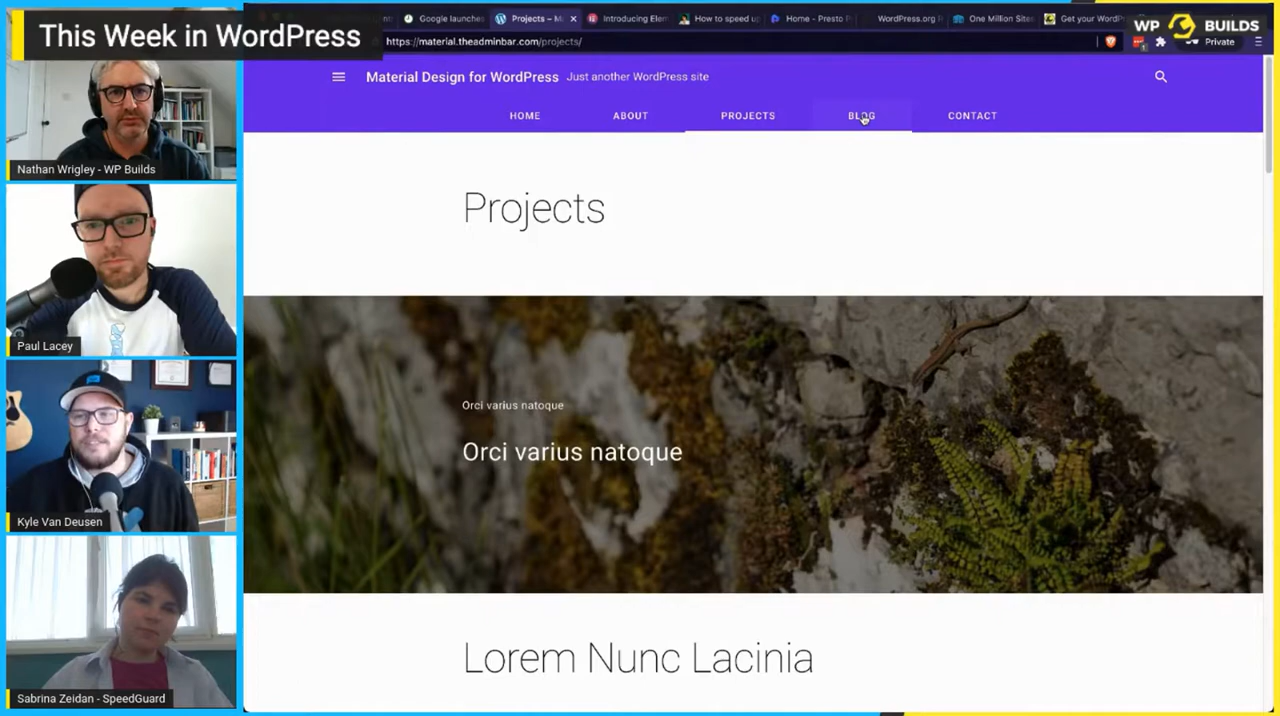 This Week in WordPress
Google launches
Projects – M
Introducing Elem
How to speed u
Home - Presto P
WordPress.org
One Million Sites
Get your WordP
https://material.theadminbar.com/projects/
WP BUILDS
Private
Material Design for WordPress Just another WordPress site
HOME ABOUT PROJECTS BLOG CONTACT
Projects
Orci varius natoque
Orci varius natoque
Lorem Nunc Lacinia
Nathan Wrigley - WP Builds
Paul Lacey
Kyle Van Deusen
Sabrina Zeidan - SpeedGuard